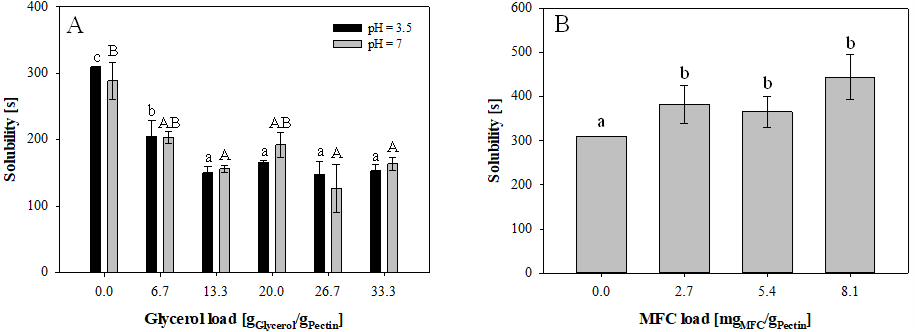 A
pH = 3.5
pH = 7
Solubility [s]
400
300
200
100
0
c B
b AB
a A
a AB
a A
a A
0.0 6.7 13.3 20.0 26.7 33.3
Glycerol load [gGlycerol/gPectin]
B
Solubility [s]
600
500
400
300
200
100
0
a b b b
0.0 2.7 5.4 8.1
MFC load [mgMFC/gPectin]